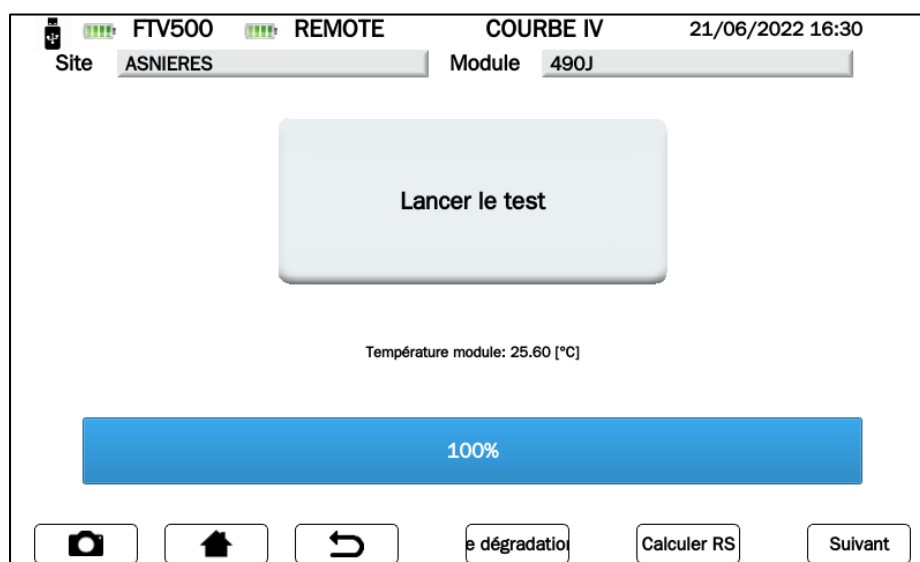 FTV500 REMOTE COURBE IV 21/06/2022 16:30
Site ASNIERES Module 490J
Lancer le test
Température module: 25.60 [°C]
100%
e dégradation Calculer RS Suivant